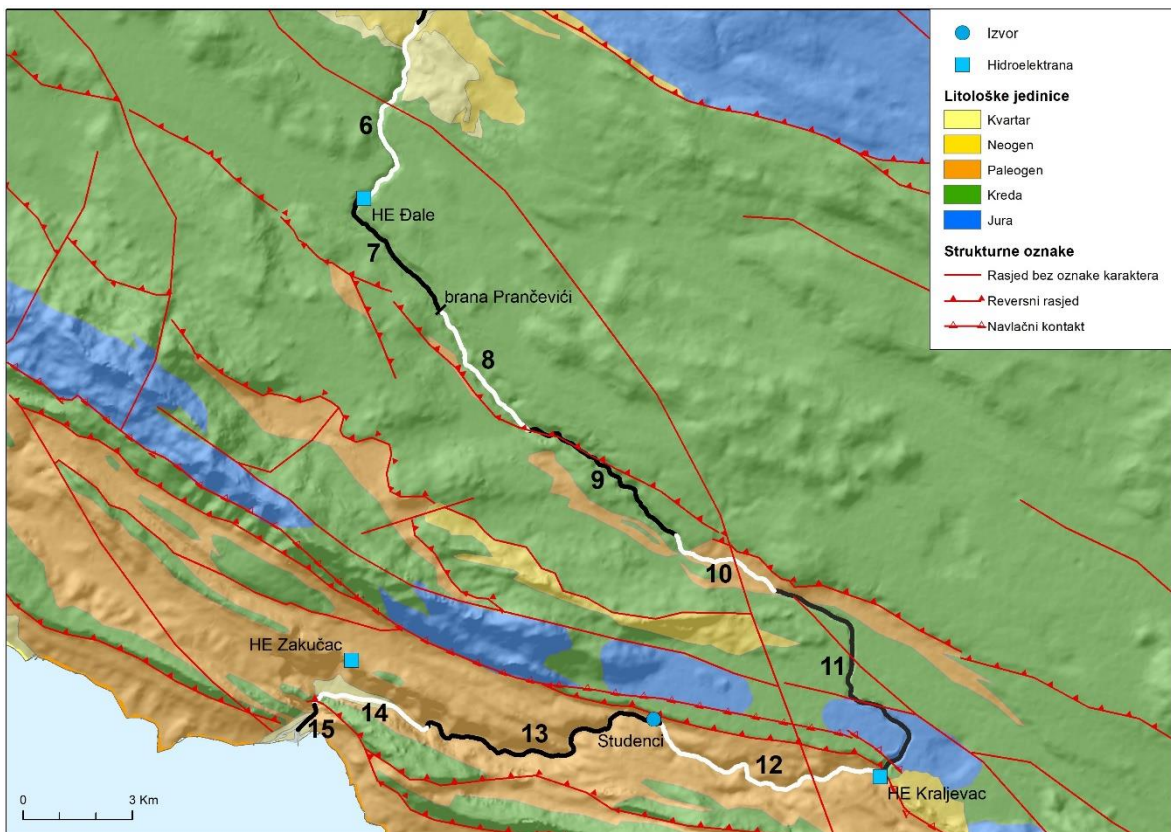 Izvor
Hidroelektrana
Litološke jedinice
Kvartar
Neogen
Paleogen
Kreda
Jura
Strukturne oznake
Rasjed bez oznake karaktera
Reversni rasjed
Navlačni kontakt
6
HE Đale
7
brana Prančevići
8
9
10
11
HE Zakučac
14
15
13
Studenci
12
HE Kraljevac
0 3 Km